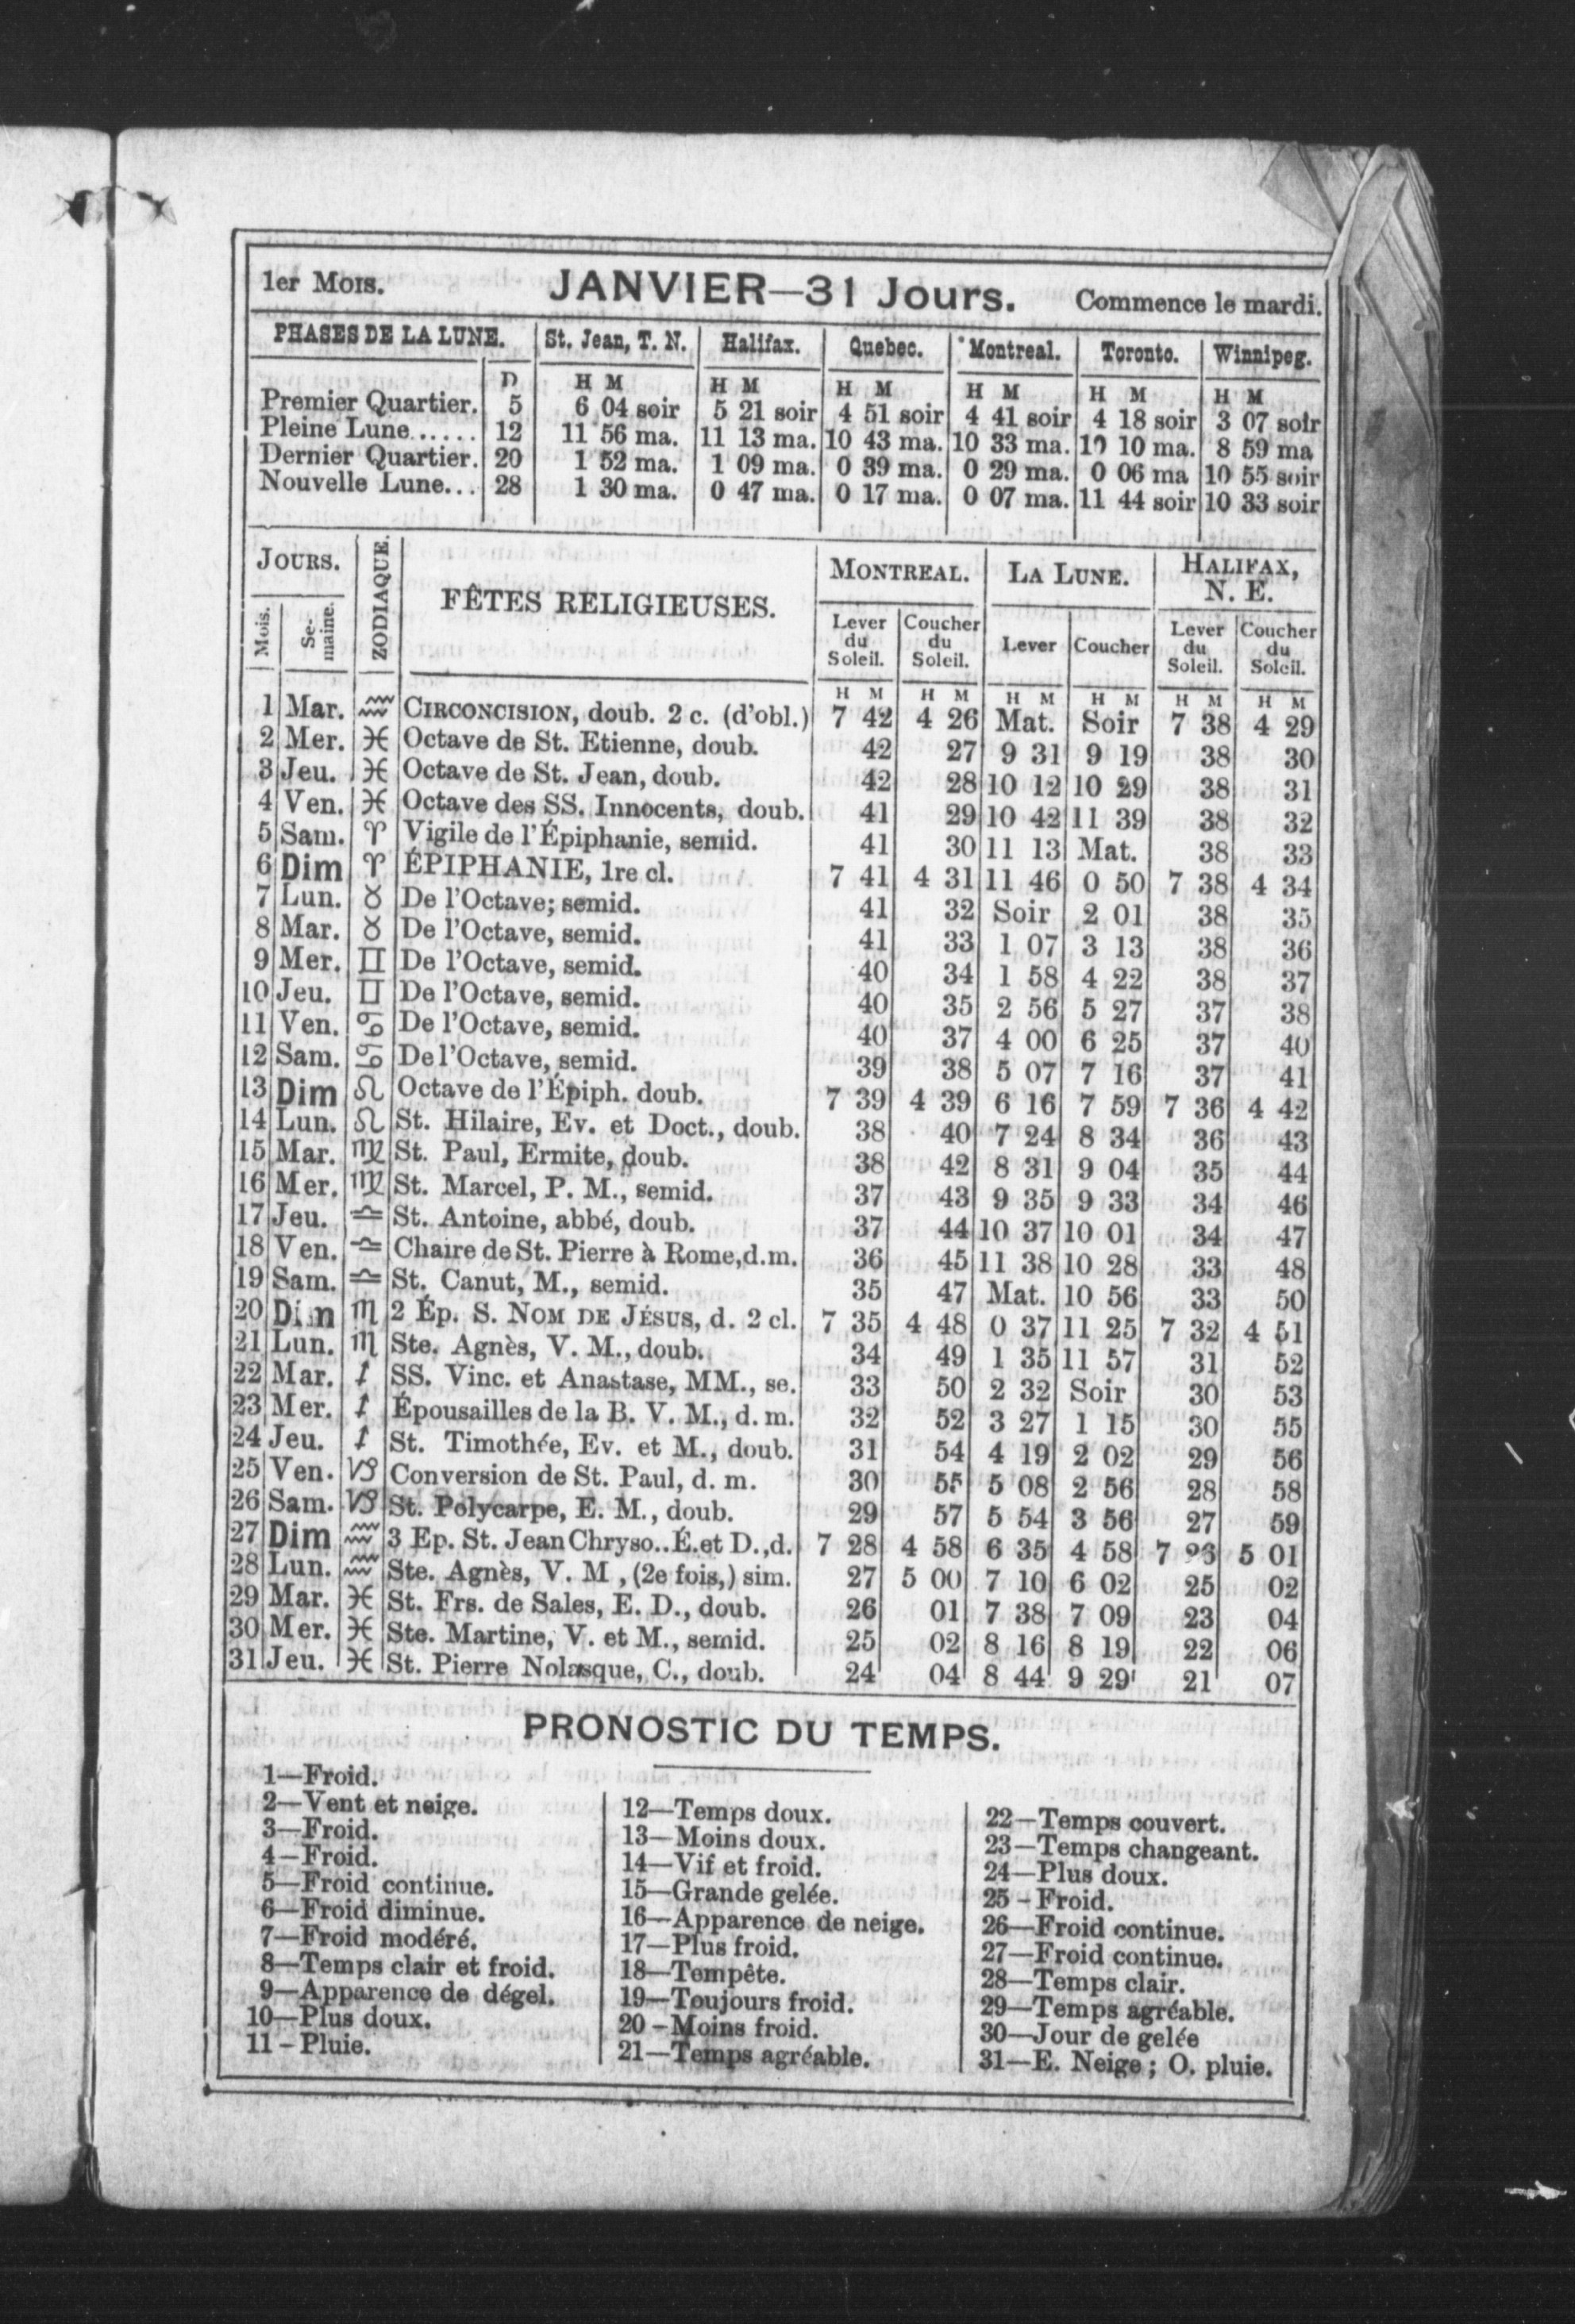 1er Mois. JANVIER—31 Jours. Commence le mardi.
PHASES DE LA LUNE. St. Jean, T. N. Halifax. Quebec. Montreal. Toronto. Winnipeg.
D H M H M H M H M H M H M
Premier Quartier. 5 6 04 soir 5 21 soir 4 51 soir 4 41 soir 4 18 soir 3 07 soir
Pleine Lune...... 12 11 56 ma. 11 13 ma. 10 43 ma. 10 33 ma. 10 10 ma. 8 59 ma
Dernier Quartier. 20 1 52 ma. 1 09 ma. 0 39 ma. 0 29 ma. 0 06 ma 10 55 soir
Nouvelle Lune... 28 1 30 ma. 0 47 ma. 0 17 ma. 0 07 ma. 11 44 soir 10 33 soir
JOURS. ZODIAQUE. FÊTES RELIGIEUSES. MONTREAL. LA LUNE. HALIFAX, N. E.
Mois. Se-maine. Lever du Soleil. Coucher du Soleil. Lever Coucher Lever du Soleil. Coucher du Soleil.
H M H M H M H M H M H M
1 Mar. ♒ CIRCONCISION, doub. 2 c. (d'obl.) 7 42 4 26 Mat. Soir 7 38 4 29
2 Mer. ♓ Octave de St. Etienne, doub. 42 27 9 31 9 19 38 30
3 Jeu. ♓ Octave de St. Jean, doub. 42 28 10 12 10 29 38 31
4 Ven. ♓ Octave des SS. Innocents, doub. 41 29 10 42 11 39 38 32
5 Sam. ♈ Vigile de l'Épiphanie, semid. 41 30 11 13 Mat. 38 33
6 Dim ♈ ÉPIPHANIE, 1re cl. 7 41 4 31 11 46 0 50 7 38 4 34
7 Lun. ♉ De l'Octave; semid. 41 32 Soir 2 01 38 35
8 Mar. ♉ De l'Octave, semid. 41 33 1 07 3 13 38 36
9 Mer. ♊ De l'Octave, semid. 40 34 1 58 4 22 38 37
10 Jeu. ♊ De l'Octave, semid. 40 35 2 56 5 27 37 38
11 Ven. ♋ De l'Octave, semid. 40 37 4 00 6 25 37 40
12 Sam. ♋ De l'Octave, semid. 39 38 5 07 7 16 37 41
13 Dim ♌ Octave de l'Épiph. doub. 7 39 4 39 6 16 7 59 7 36 4 42
14 Lun. ♌ St. Hilaire, Ev. et Doct., doub. 38 40 7 24 8 34 36 43
15 Mar. ♍ St. Paul, Ermite, doub. 38 42 8 31 9 04 35 44
16 Mer. ♍ St. Marcel, P. M., semid. 37 43 9 35 9 33 34 46
17 Jeu. ♎ St. Antoine, abbé, doub. 37 44 10 37 10 01 34 47
18 Ven. ♎ Chaire de St. Pierre à Rome,d.m. 36 45 11 38 10 28 33 48
19 Sam. ♎ St. Canut, M., semid. 35 47 Mat. 10 56 33 50
20 Dim ♏ 2 Ép. S. NOM DE JÉSUS, d. 2 cl. 7 35 4 48 0 37 11 25 7 32 4 51
21 Lun. ♏ Ste. Agnès, V. M., doub. 34 49 1 35 11 57 31 52
22 Mar. ♐ SS. Vinc. et Anastase, MM., se. 33 50 2 32 Soir 30 53
23 Mer. ♐ Épousailles de la B. V. M., d. m. 32 52 3 27 1 15 30 55
24 Jeu. ♐ St. Timothée, Ev. et M., doub. 31 54 4 19 2 02 29 56
25 Ven. ♑ Conversion de St. Paul, d. m. 30 55 5 08 2 56 28 58
26 Sam. ♑ St. Polycarpe, E. M., doub. 29 57 5 54 3 56 27 59
27 Dim ♒ 3 Ep. St. Jean Chryso..É.et D.,d. 7 28 4 58 6 35 4 58 7 5 01
28 Lun. ♒ Ste. Agnès, V. M , (2e fois,) sim. 27 5 00 7 10 6 02 25 02
29 Mar. ♓ St. Frs. de Sales, E. D., doub. 26 01 7 38 7 09 23 04
30 Mer. ♓ Ste. Martine, V. et M., semid. 25 02 8 16 8 19 22 06
31 Jeu. ♓ St. Pierre Nolasque, C., doub. 24 04 8 44 9 29 21 07
PRONOSTIC DU TEMPS.
1—Froid.
2—Vent et neige.
3—Froid.
4—Froid.
5—Froid continue.
6—Froid diminue.
7—Froid modéré.
8—Temps clair et froid.
9—Apparence de dégel.
10—Plus doux.
11-Pluie.
12—Temps doux.
13—Moins doux.
14—Vif et froid.
15—Grande gelée.
16—Apparence de neige.
17—Plus froid.
18—Tempête.
19—Toujours froid.
20-Moins froid.
21—Temps agréable.
22—Temps couvert.
23—Temps changeant.
24—Plus doux.
25-Froid.
26—Froid continue.
27—Froid continue.
28—Temps clair.
29—Temps agréable.
30—Jour de gelée
31—E. Neige ; O. pluie.